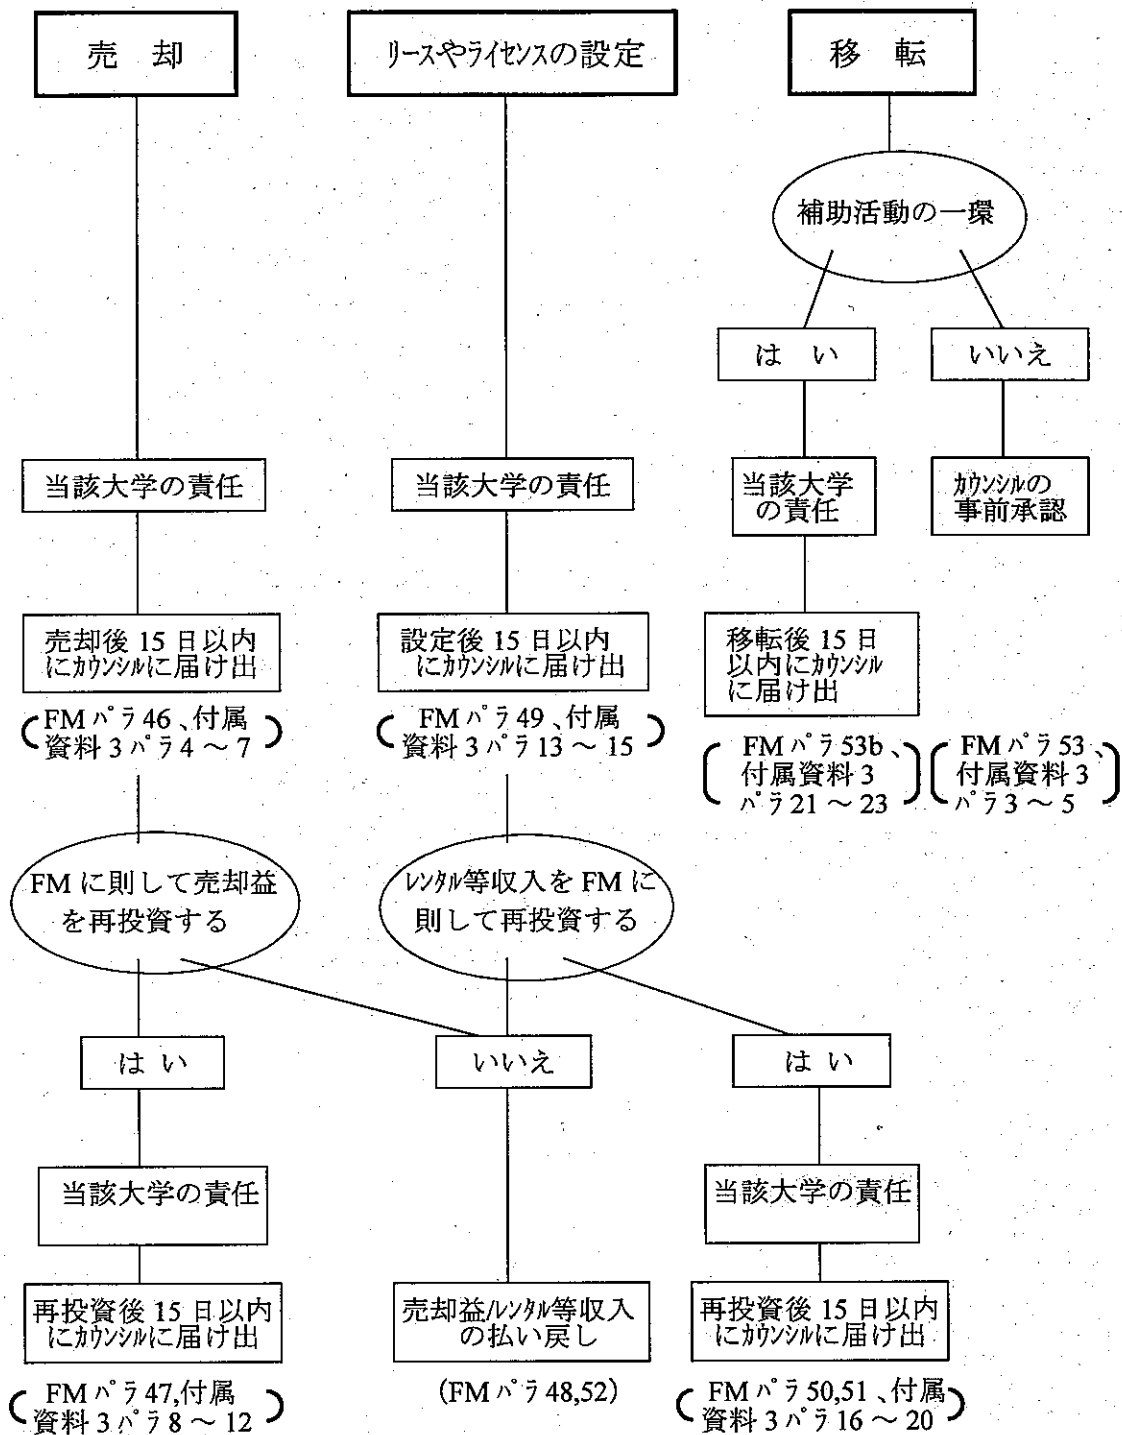 売 却
ﾘｰｽやﾗｲｾﾝｽの設定
移 転
補助活動の一環
は い
いいえ
当該大学の責任
当該大学の責任
当該大学
の責任
ｶｳﾝｼﾙの
事前承認
売却後 15 日以内
にｶｳﾝｼﾙに届け出
設定後 15 日以内
にｶｳﾝｼﾙに届け出
移転後 15 日
以内にｶｳﾝｼﾙ
に届け出
(FM ﾊﾟﾗ 46 、付属
資料 3 ﾊﾟﾗ 4 ～ 7)
(FM ﾊﾟﾗ 49 、付属
資料 3 ﾊﾟﾗ 13 ～ 15)
(FM ﾊﾟﾗ 53b 、
付属資料 3
ﾊﾟﾗ 21 ～ 23)
(FM ﾊﾟﾗ 53 、
付属資料 3
ﾊﾟﾗ 3 ～ 5)
FM に則して売却益
を再投資する
ﾚﾝﾀﾙ等収入を FM に
則して再投資する
は い
いいえ
は い
当該大学の責任
当該大学の責任
再投資後 15 日以内
にｶｳﾝｼﾙに届け出
売却益/ﾚﾝﾀﾙ等収入
の払い戻し
再投資後 15 日以内
にｶｳﾝｼﾙに届け出
(FM ﾊﾟﾗ 47,付属
資料 3 ﾊﾟﾗ 8 ～ 12)
(FM ﾊﾟﾗ 48,52)
(FM ﾊﾟﾗ 50,51 、付属
資料 3 ﾊﾟﾗ 16 ～ 20)